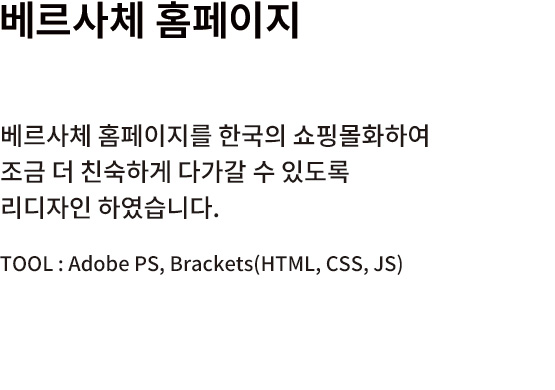 베르사체 홈페이지
베르사체 홈페이지를 한국의 쇼핑몰화하여
조금 더 친숙하게 다가갈 수 있도록
리디자인 하였습니다.
TOOL : Adobe PS, Brackets(HTML, CSS, JS)